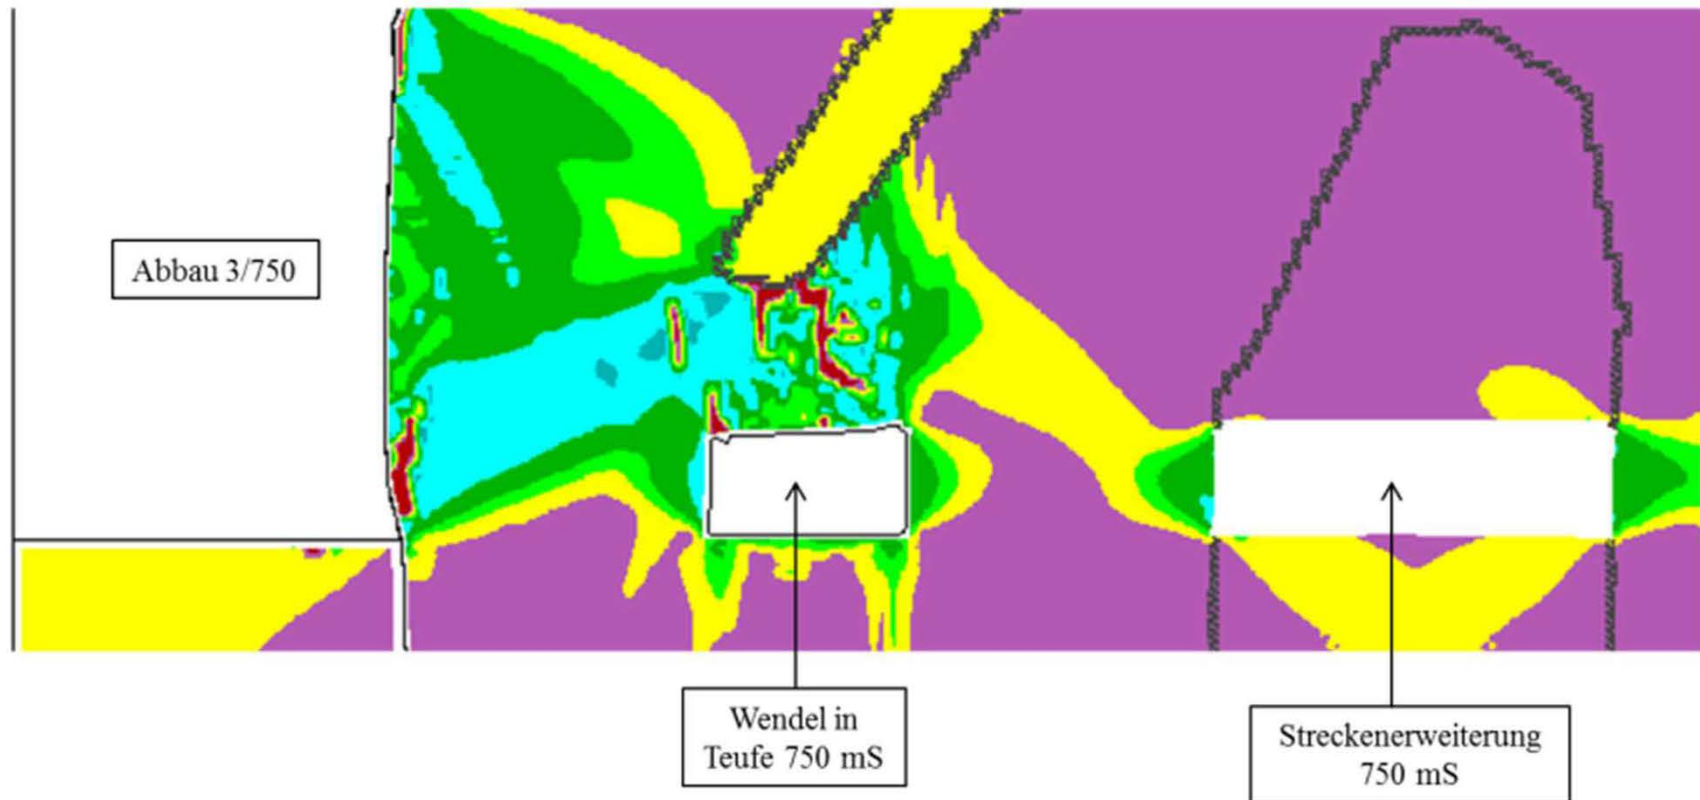 Abbau 3/750
Wendel in
Teufe 750 mS
Streckenerweiterung
750 mS